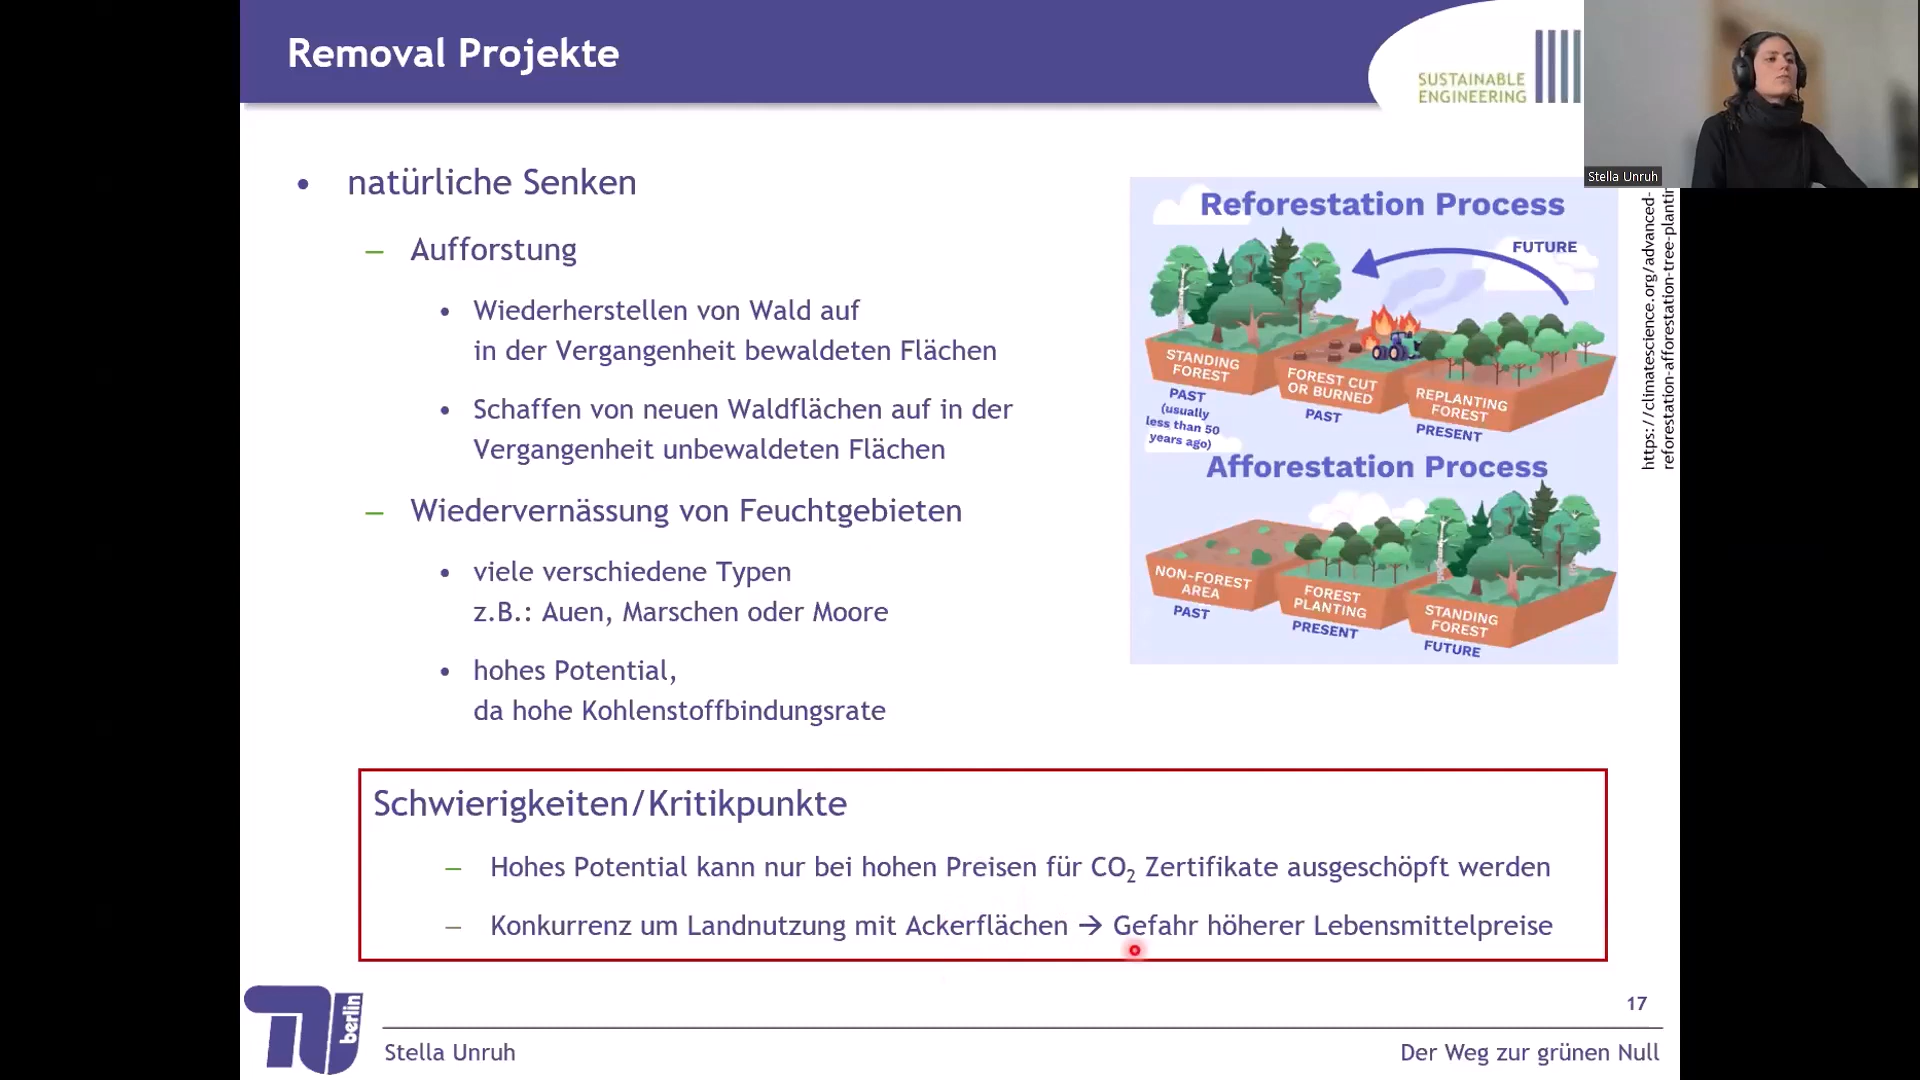 Removal Projekte
SUSTAINABLE
ENGINEERING
Stella Unruh
• natürliche Senken
– Aufforstung
• Wiederherstellen von Wald auf
in der Vergangenheit bewaldeten Flächen
• Schaffen von neuen Waldflächen auf in der
Vergangenheit unbewaldeten Flächen
– Wiedervernässung von Feuchtgebieten
• viele verschiedene Typen
z.B.: Auen, Marschen oder Moore
• hohes Potential,
da hohe Kohlenstoffbindungsrate
Reforestation Process
FUTURE
STANDING
FOREST
PAST
(usually
less than 50
years ago)
FOREST CUT
OR BURNED
PAST
REPLANTING
FOREST
PRESENT
Afforestation Process
NON-FOREST
AREA
PAST
FOREST
PLANTING
PRESENT
STANDING
FOREST
FUTURE
https://climatescience.org/advanced-
reforestation-afforestation-tree-plantin
Schwierigkeiten/Kritikpunkte
– Hohes Potential kann nur bei hohen Preisen für CO₂ Zertifikate ausgeschöpft werden
– Konkurrenz um Landnutzung mit Ackerflächen → Gefahr höherer Lebensmittelpreise
berlin
17
Stella Unruh
Der Weg zur grünen Null